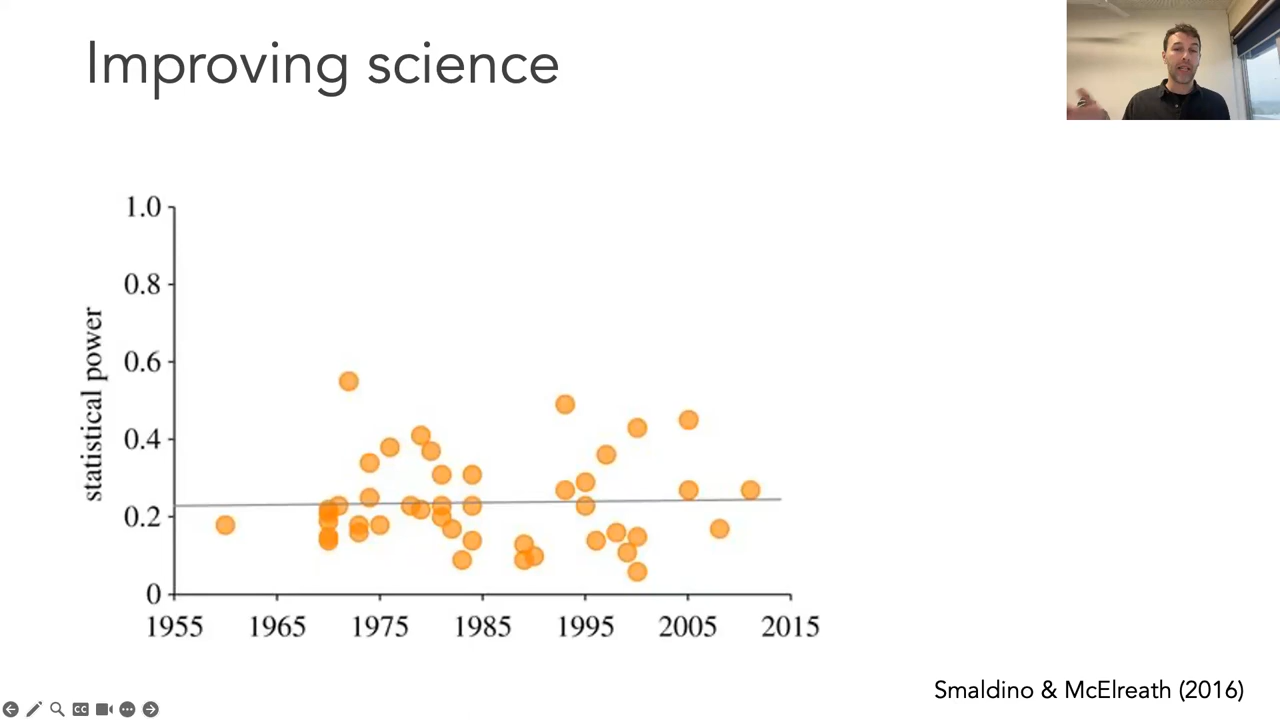 Improving science
1.0
0.8
0.6
0.4
0.2
0
statistical power
1955 1965 1975 1985 1995 2005 2015
Smaldino & McElreath (2016)
CC